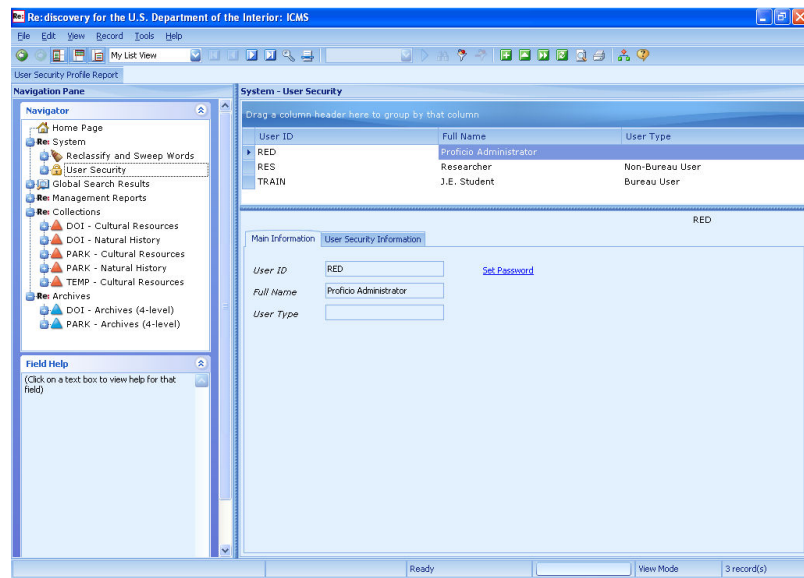 Re: Re:discovery for the U.S. Department of the Interior: ICMS
File Edit View Record Tools Help
My List View
User Security Profile Report
Navigation Pane
System - User Security
Navigator
Home Page
Re: System
Reclassify and Sweep Words
User Security
Global Search Results
Re: Management Reports
Re: Collections
DOI - Cultural Resources
DOI - Natural History
PARK - Cultural Resources
PARK - Natural History
TEMP - Cultural Resources
Re: Archives
DOI - Archives (4-level)
PARK - Archives (4-level)
Field Help
(Click on a text box to view help for that
field)
Drag a column header here to group by that column
User ID Full Name User Type
RED Proficio Administrator
RES Researcher Non-Bureau User
TRAIN J.E. Student Bureau User
RED
Main Information User Security Information
User ID RED Set Password
Full Name Proficio Administrator
User Type
Ready View Mode 3 record(s)